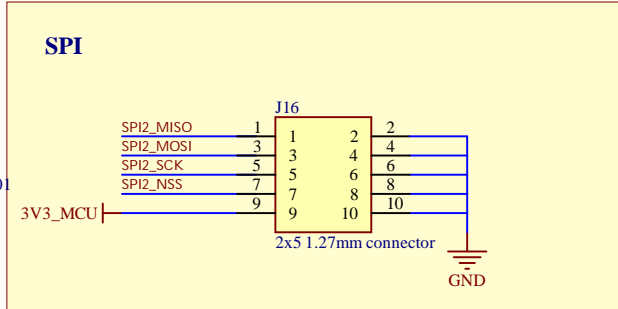 SPI
J16
SPI2_MISO 1 1 2 2
SPI2_MOSI 3 3 4 4
SPI2_SCK 5 5 6 6
SPI2_NSS 7 7 8 8
3V3_MCU 9 9 10 10
2x5 1.27mm connector
GND